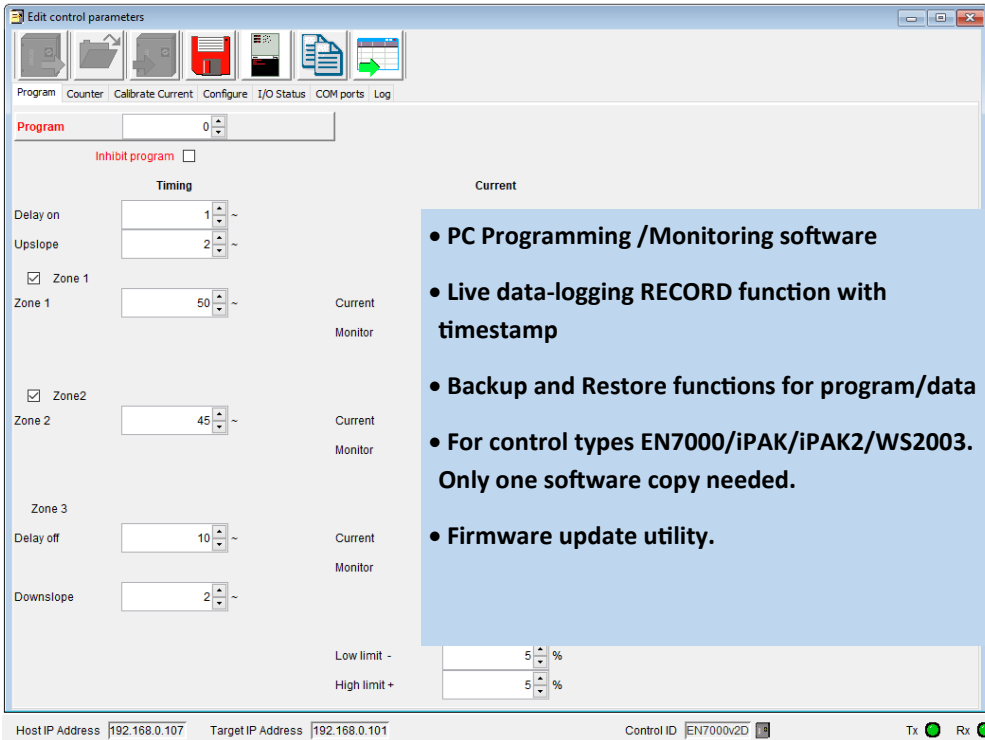 Edit control parameters
Program Counter Calibrate Current Configure I/O Status COM ports Log
Program 0
Inhibit program
Timing Current
Delay on 1 ~
Upslope 2 ~
Zone 1
Zone 1 50 ~ Current
Monitor
Zone2
Zone 2 45 ~ Current
Monitor
Zone 3
Delay off 10 ~ Current
Monitor
Downslope 2 ~
• PC Programming /Monitoring software
• Live data-logging RECORD function with
timestamp
• Backup and Restore functions for program/data
• For control types EN7000/iPAK/iPAK2/WS2003.
Only one software copy needed.
• Firmware update utility.
Low limit - 5 %
High limit + 5 %
Host IP Address 192.168.0.107 Target IP Address 192.168.0.101 Control ID EN7000v2D Tx Rx